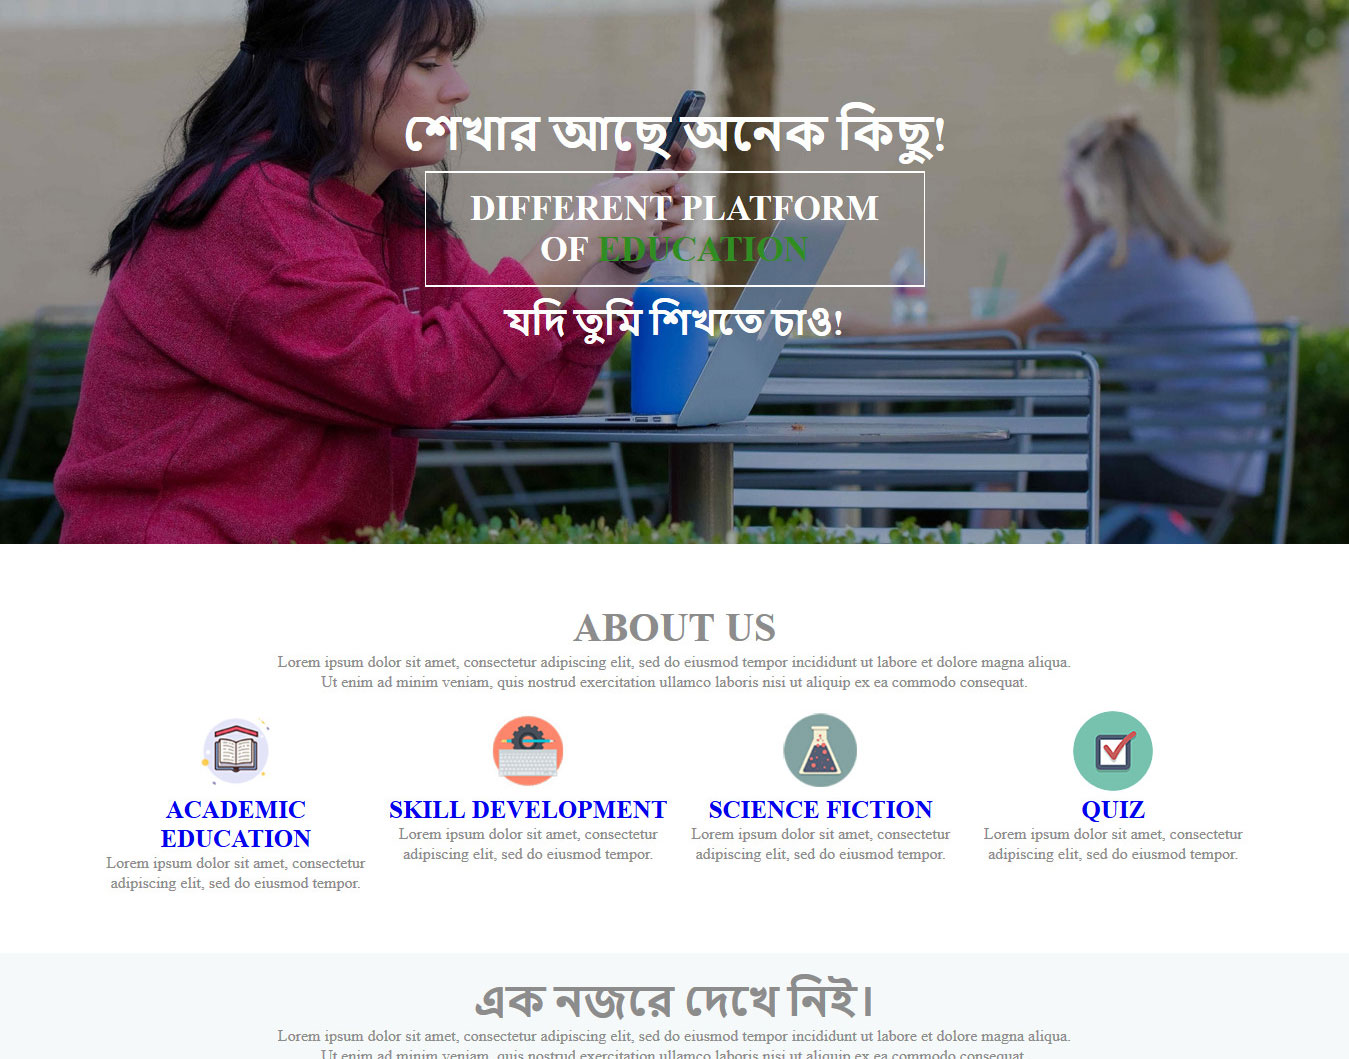 শেখার আছে অনেক কিছু!
DIFFERENT PLATFORM
OF EDUCATION
যদি তুমি শিখতে চাও!
ABOUT US
Lorem ipsum dolor sit amet, consectetur adipiscing elit, sed do eiusmod tempor incididunt ut labore et dolore magna aliqua.
Ut enim ad minim veniam, quis nostrud exercitation ullamco laboris nisi ut aliquip ex ea commodo consequat.
ACADEMIC
EDUCATION
Lorem ipsum dolor sit amet, consectetur
adipiscing elit, sed do eiusmod tempor.
SKILL DEVELOPMENT
Lorem ipsum dolor sit amet, consectetur
adipiscing elit, sed do eiusmod tempor.
SCIENCE FICTION
Lorem ipsum dolor sit amet, consectetur
adipiscing elit, sed do eiusmod tempor.
QUIZ
Lorem ipsum dolor sit amet, consectetur
adipiscing elit, sed do eiusmod tempor.
এক নজরে দেখে নিই।
Lorem ipsum dolor sit amet, consectetur adipiscing elit, sed do eiusmod tempor incididunt ut labore et dolore magna aliqua.
Ut enim ad minim veniam, quis nostrud exercitation ullamco laboris nisi ut aliquip ex ea commodo consequat.